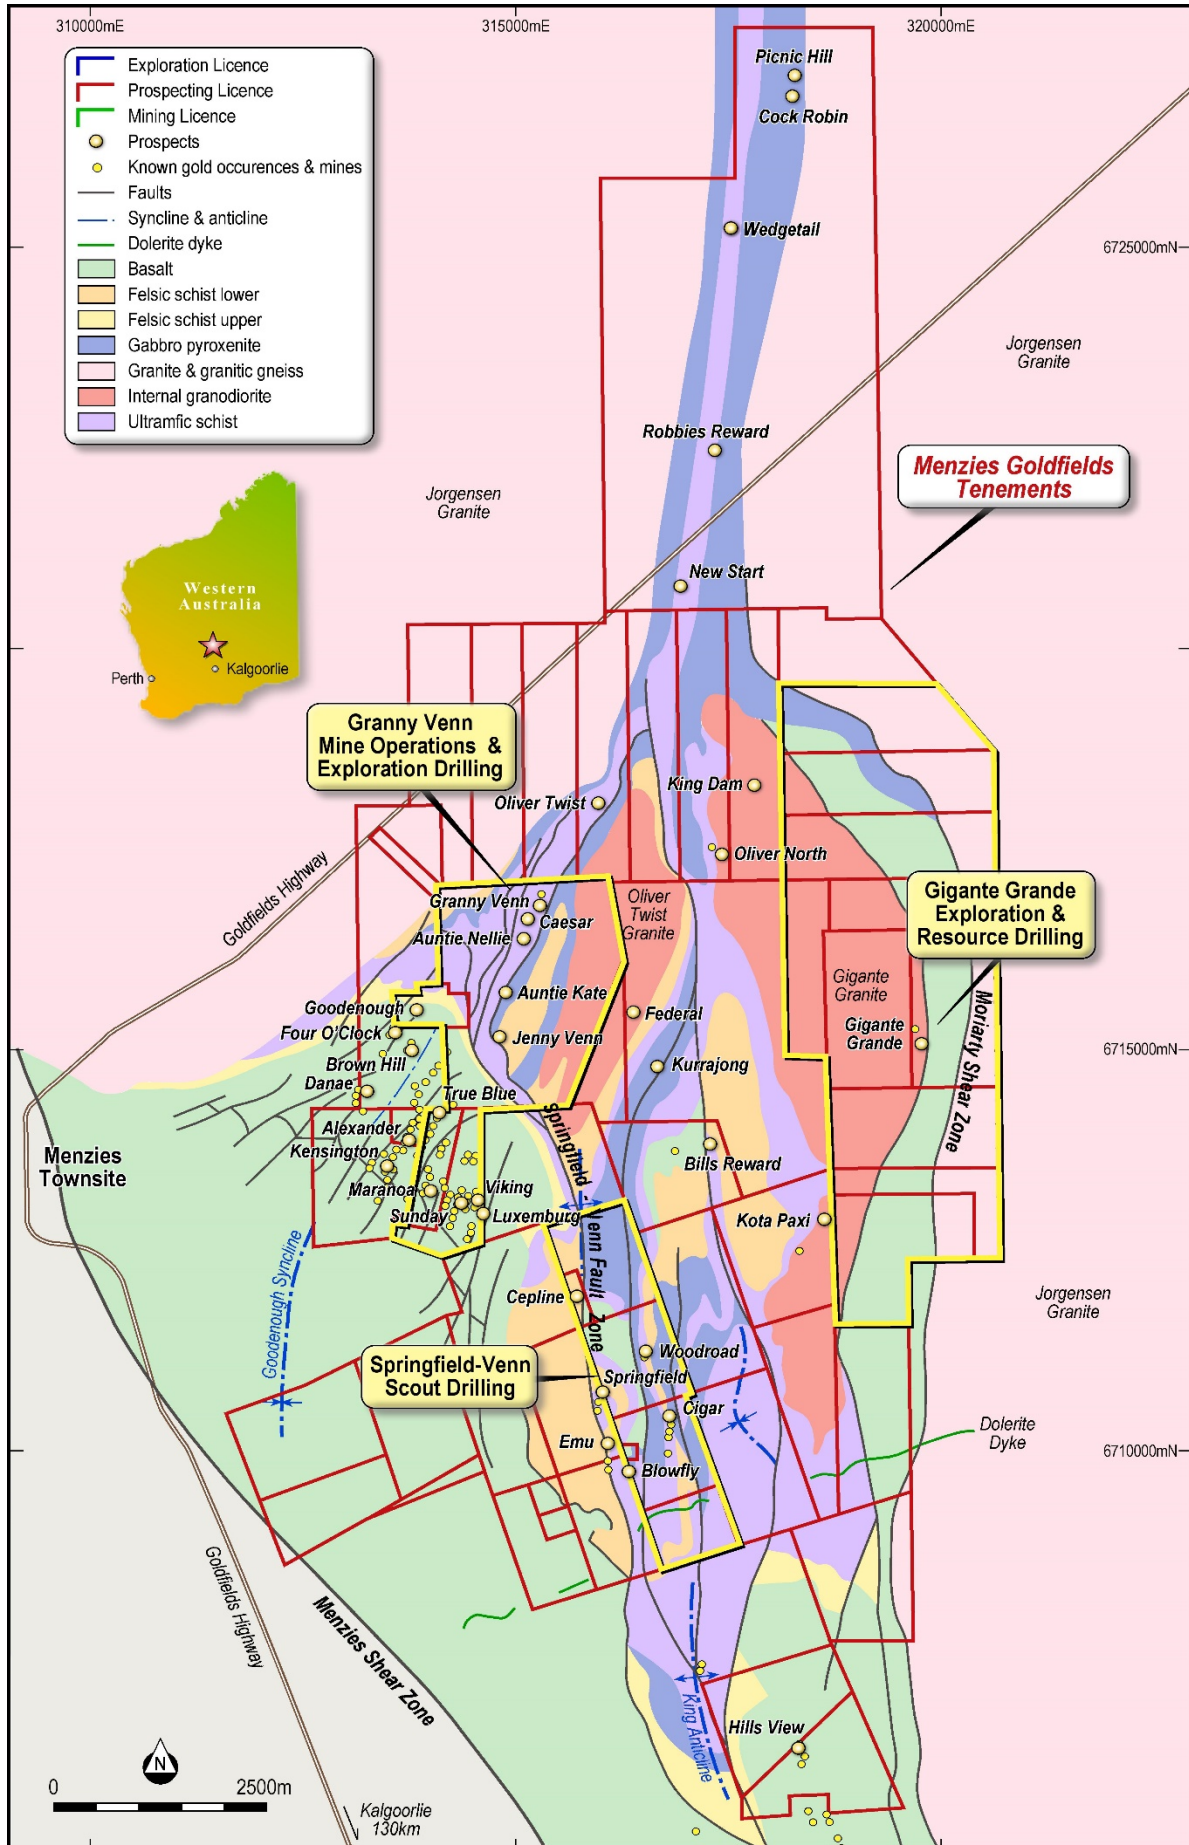 310000mE
315000mE
320000mE
Exploration Licence
Prospecting Licence
Mining Licence
Prospects
Known gold occurences & mines
Faults
Syncline & anticline
Dolerite dyke
Basalt
Felsic schist lower
Felsic schist upper
Gabbro pyroxenite
Granite & granitic gneiss
Internal granodiorite
Ultramfic schist
Picnic Hill
Cock Robin
Wedgetail
6725000mN
Jorgensen
Granite
Robbies Reward
Menzies Goldfields
Tenements
Jorgensen
Granite
Western
Australia
Kalgoorlie
Perth
New Start
Granny Venn
Mine Operations &
Exploration Drilling
King Dam
Oliver Twist
Oliver North
Goldfields Highway
Gigante Grande
Exploration &
Resource Drilling
Oliver
Twist
Granite
Granny Venn
Caesar
Auntie Nellie
Auntie Kate
Gigante
Granite
Goodenough
Federal
Four O'Clock
Jenny Venn
Gigante
Grande
Moriarty Shear Zone
6715000mN
Brown Hill
Kurrajong
Danae
True Blue
Alexander
Kensington
Menzies
Townsite
Bills Reward
Maranoa
Viking
Sunday
Luxemburg
Kota Paxi
Springfield - Venn Fault Zone
Goodenough Syncline
Cepline
Jorgensen
Granite
Woodroad
Springfield-Venn
Scout Drilling
Springfield
Cigar
Emu
Blowfly
Dolerite
Dyke
6710000mN
Goldfields Highway
Menzies Shear Zone
King Anticline
Hills View
N
0
2500m
Kalgoorlie
130km